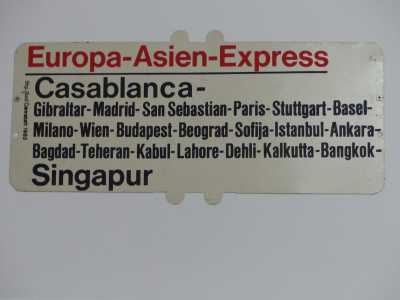 Europa-Asien-Express
Casablanca-
Gibraltar-Madrid-San Sebastian-Paris-Stuttgart-Basel-
Milano-Wien-Budapest-Beograd-Sofija-Istanbul-Ankara-
Bagdad-Teheran-Kabul-Lahore-Dehli-Kalkutta-Bangkok-
Singapur